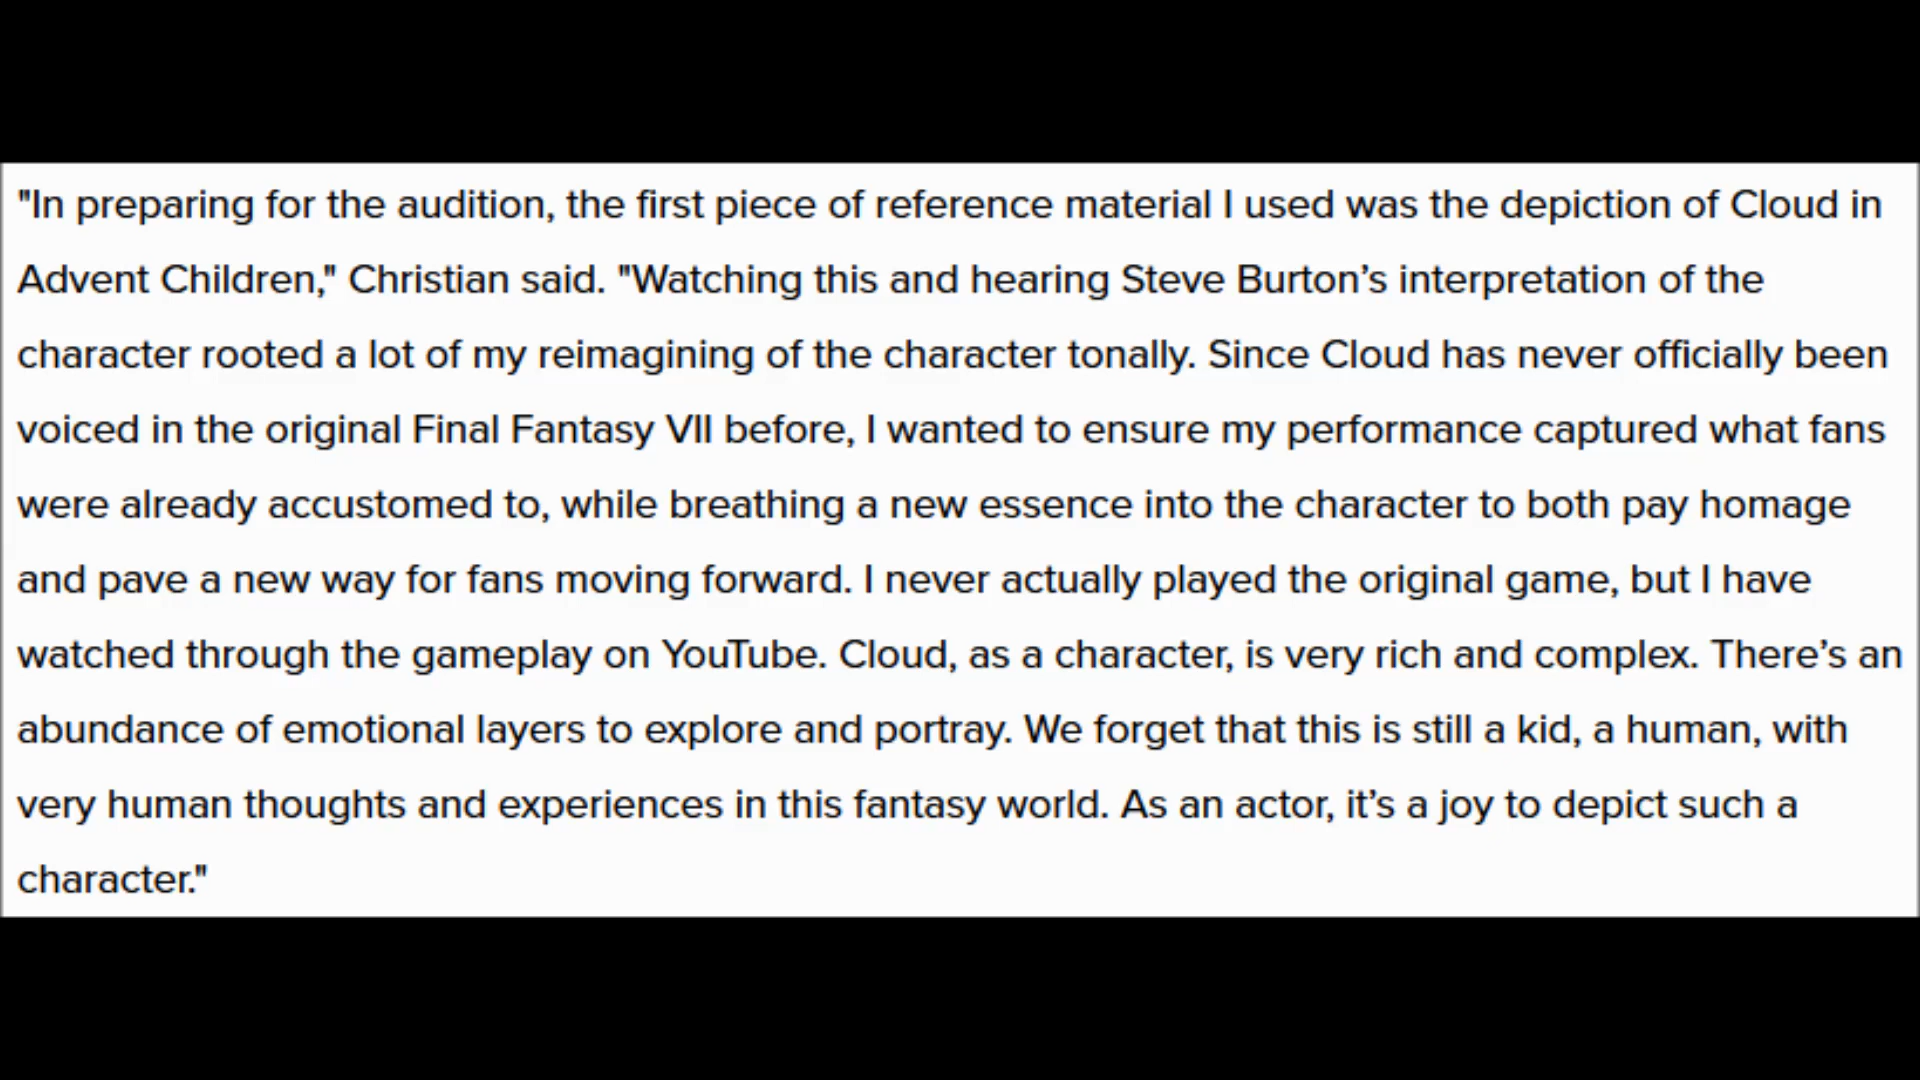 "In preparing for the audition, the first piece of reference material I used was the depiction of Cloud in
Advent Children," Christian said. "Watching this and hearing Steve Burton’s interpretation of the
character rooted a lot of my reimagining of the character tonally. Since Cloud has never officially been
voiced in the original Final Fantasy VII before, I wanted to ensure my performance captured what fans
were already accustomed to, while breathing a new essence into the character to both pay homage
and pave a new way for fans moving forward. I never actually played the original game, but I have
watched through the gameplay on YouTube. Cloud, as a character, is very rich and complex. There’s an
abundance of emotional layers to explore and portray. We forget that this is still a kid, a human, with
very human thoughts and experiences in this fantasy world. As an actor, it’s a joy to depict such a
character."